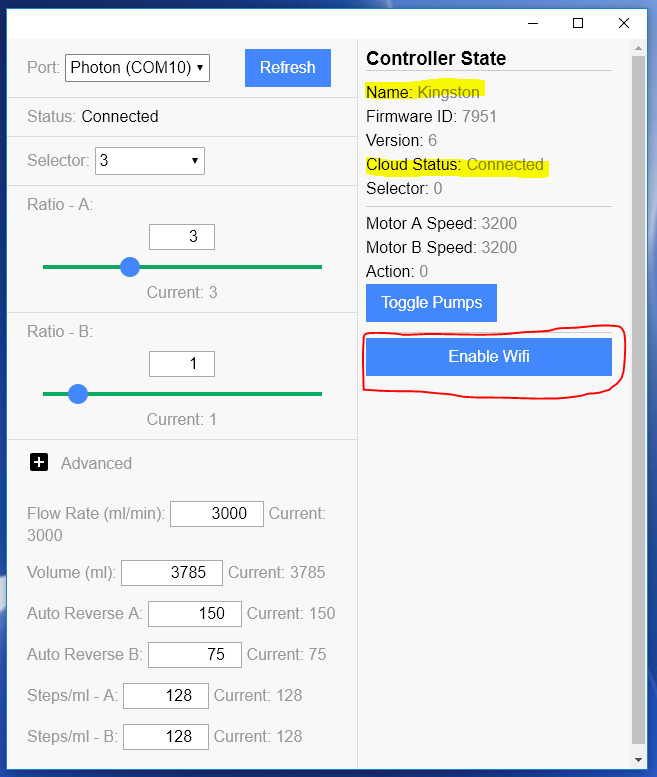 Port: Photon (COM10)
Refresh
Status: Connected
Selector: 3
Ratio - A:
3
Current: 3
Ratio - B:
1
Current: 1
Advanced
Flow Rate (ml/min): 3000 Current:
3000
Volume (ml): 3785 Current: 3785
Auto Reverse A: 150 Current: 150
Auto Reverse B: 75 Current: 75
Steps/ml - A: 128 Current: 128
Steps/ml - B: 128 Current: 128
Controller State
Name: Kingston
Firmware ID: 7951
Version: 6
Cloud Status: Connected
Selector: 0
Motor A Speed: 3200
Motor B Speed: 3200
Action: 0
Toggle Pumps
Enable Wifi